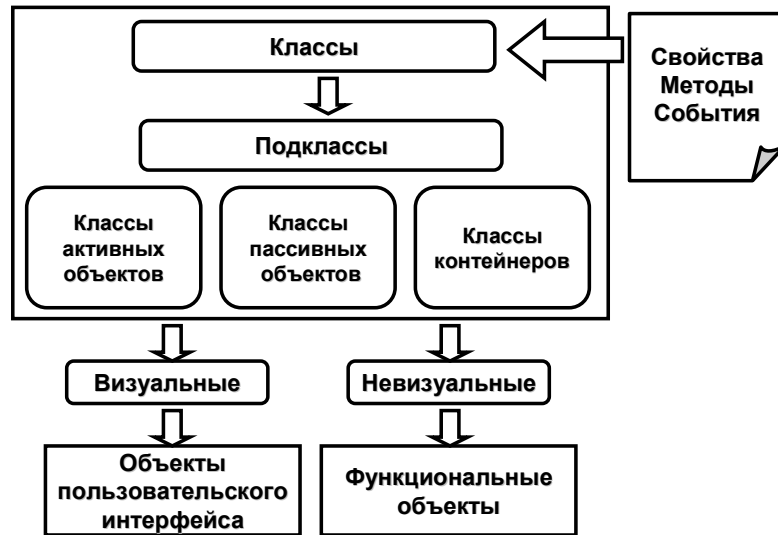 Классы
Свойства
Методы
События
Подклассы
Классы
активных
объектов
Классы
пассивных
объектов
Классы
контейнеров
Визуальные
Невизуальные
Объекты
пользовательского
интерфейса
Функциональные
объекты